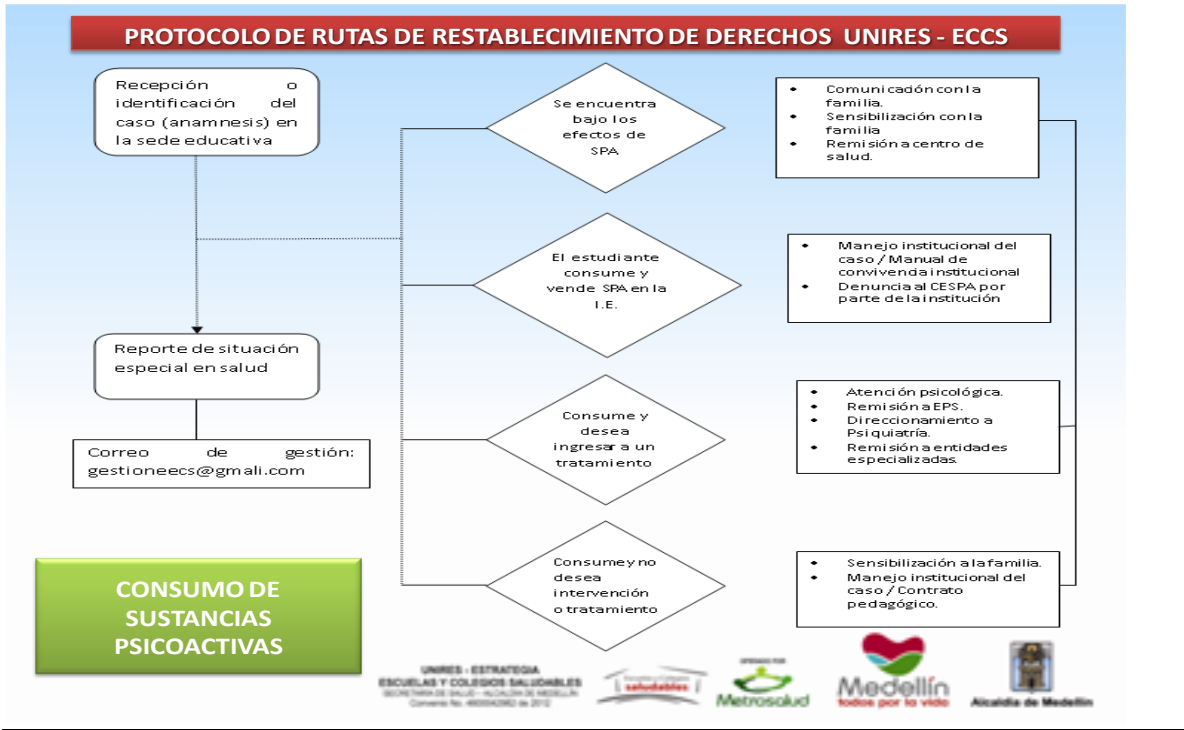 PROTOCOLO DE RUTAS DE RESTABLECIMIENTO DE DERECHOS UNIRES - ECCS
Recepción o
identificación del
caso (anamnesis) en
la sede educativa
Reporte de situación
especial en salud
Correo de gestión:
gestioneecs@gmali.com
CONSUMO DE
SUSTANCIAS
PSICOACTIVAS
Se encuentra
bajo los
efectos de
SPA
El estudiante
consume y
vende SPA en la
I.E.
Consume y
desea
ingresar a un
tratamiento
Consume y no
desea
intervención
o tratamiento
• Comunicación con la
familia.
• Sensibilización con la
familia
• Remisión a centro de
salud.
• Manejo institucional del
caso / Manual de
convivenda institucional
• Denuncia al CESPA por
parte de la institución
• Atención psicológica.
• Remisión a EPS.
• Direccionamiento a
Psiquiatría.
• Remisión a entidades
especializadas.
• Sensibilización a la familia.
• Manejo institucional del
caso / Contrato
pedagógico.
UNIRES - ESTRATEGIA
ESCUELAS Y COLEGIOS SALUDABLES
SECRETARIA DE SALUD - ALCALDÍA DE MEDELLÍN
saludables
OPERADO POR
Metrosalud
Medellín
todos por la vida
Alcaldía de Medellín